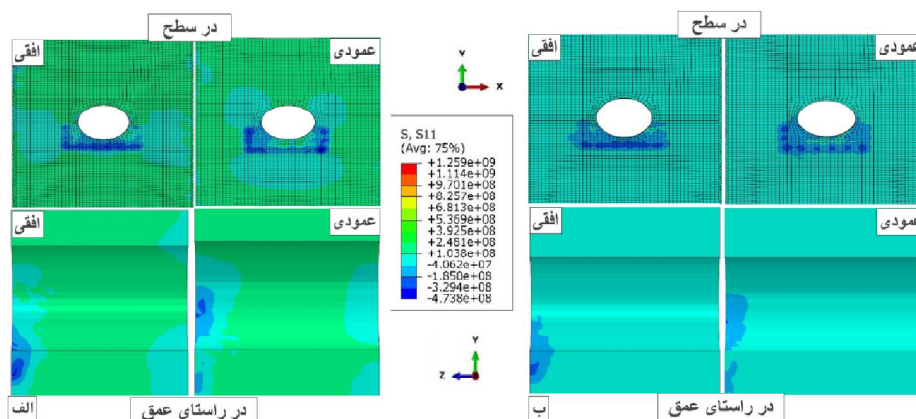 در سطح
افقی
عمودی
Y
X
S, S11
(Avg: 75%)
+1.259e+09
+1.114e+09
+9.701e+08
+8.257e+08
+6.813e+08
+5.369e+08
+3.925e+08
+2.481e+08
+1.038e+08
-4.062e+07
-1.850e+08
-3.294e+08
-4.738e+08
افقی
عمودی
Y
Z
الف
در راستای عمق
در سطح
افقی
عمودی
افقی
عمودی
ب
در راستای عمق